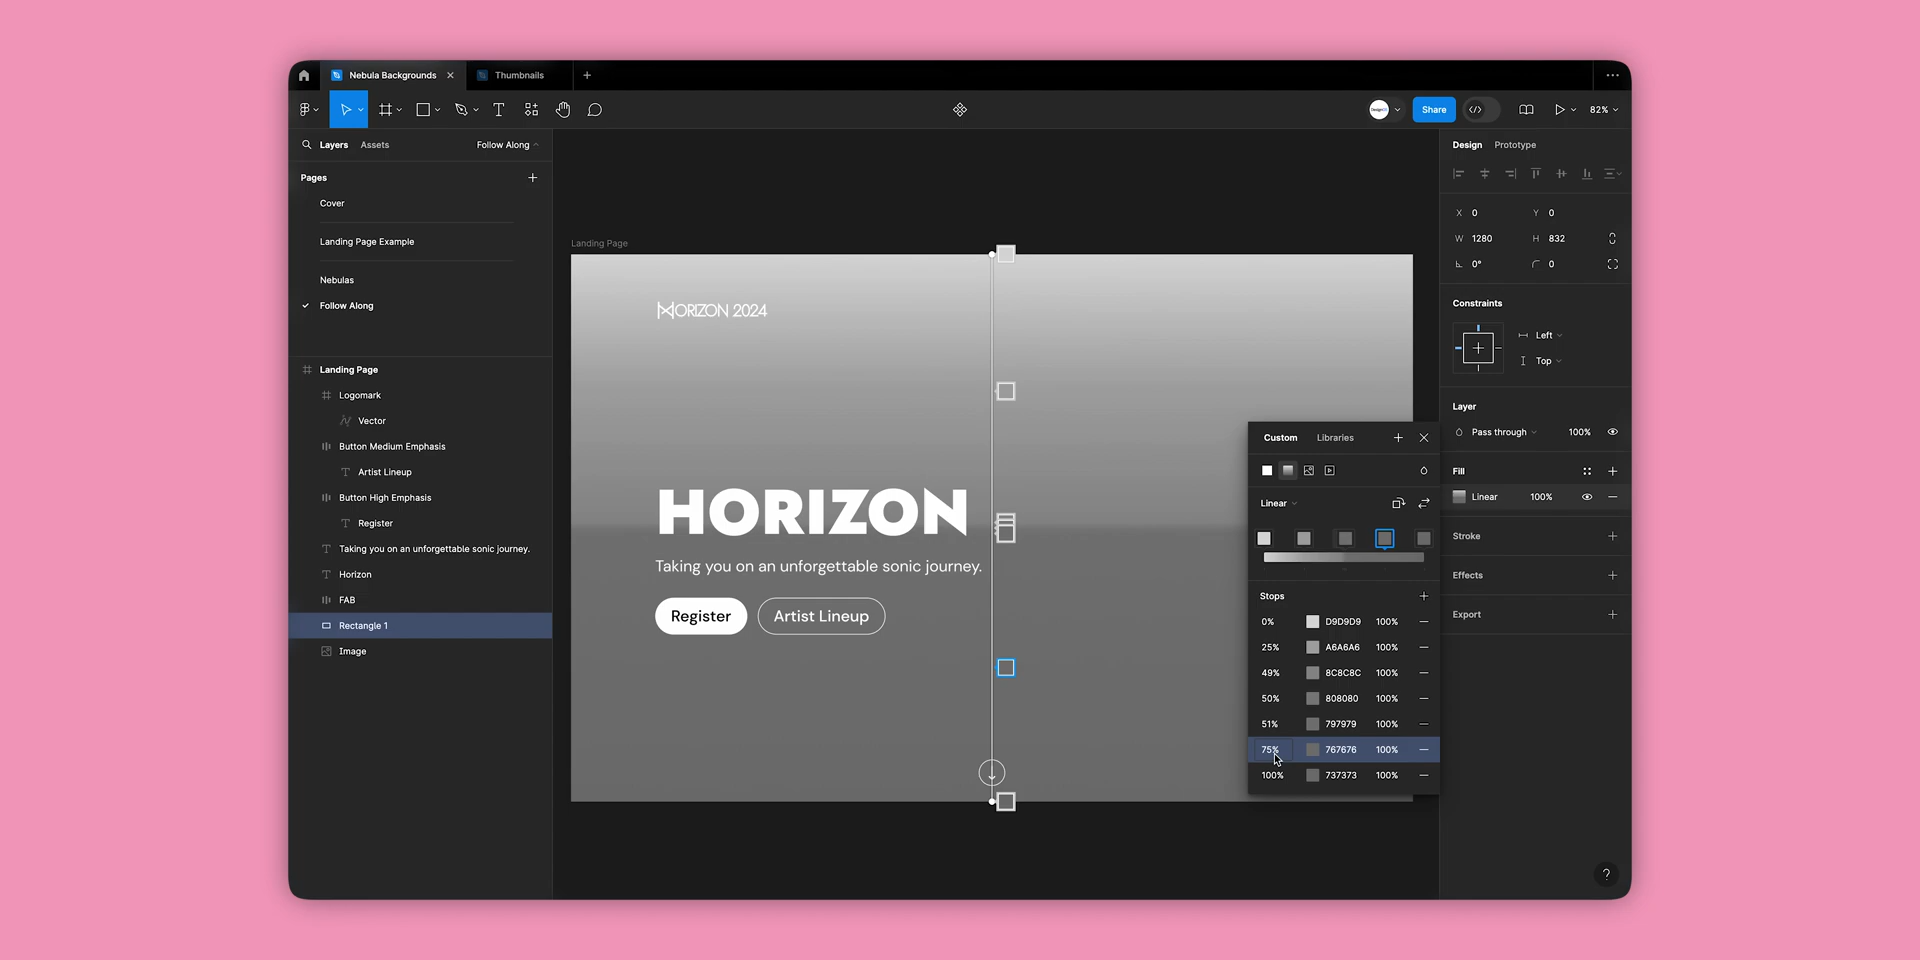 Nebula Backgrounds
Thumbnails
Share
82%
Layers
Assets
Follow Along
Pages
Cover
Landing Page Example
Nebulas
Follow Along
Landing Page
Logomark
Vector
Button Medium Emphasis
Artist Lineup
Button High Emphasis
Register
Taking you on an unforgettable sonic journey.
Horizon
FAB
Rectangle 1
Image
Landing Page
HORIZON 2024
HORIZON
Taking you on an unforgettable sonic journey.
Register
Artist Lineup
Custom
Libraries
Linear
Stops
0% D9D9D9 100%
25% A6A6A6 100%
49% 8C8C8C 100%
50% 808080 100%
51% 797979 100%
75% 767676 100%
100% 737373 100%
Design
Prototype
X 0 Y 0
W 1280 H 832
0° 0
Constraints
Left
Top
Layer
Pass through 100%
Fill
Linear 100%
Stroke
Effects
Export
?